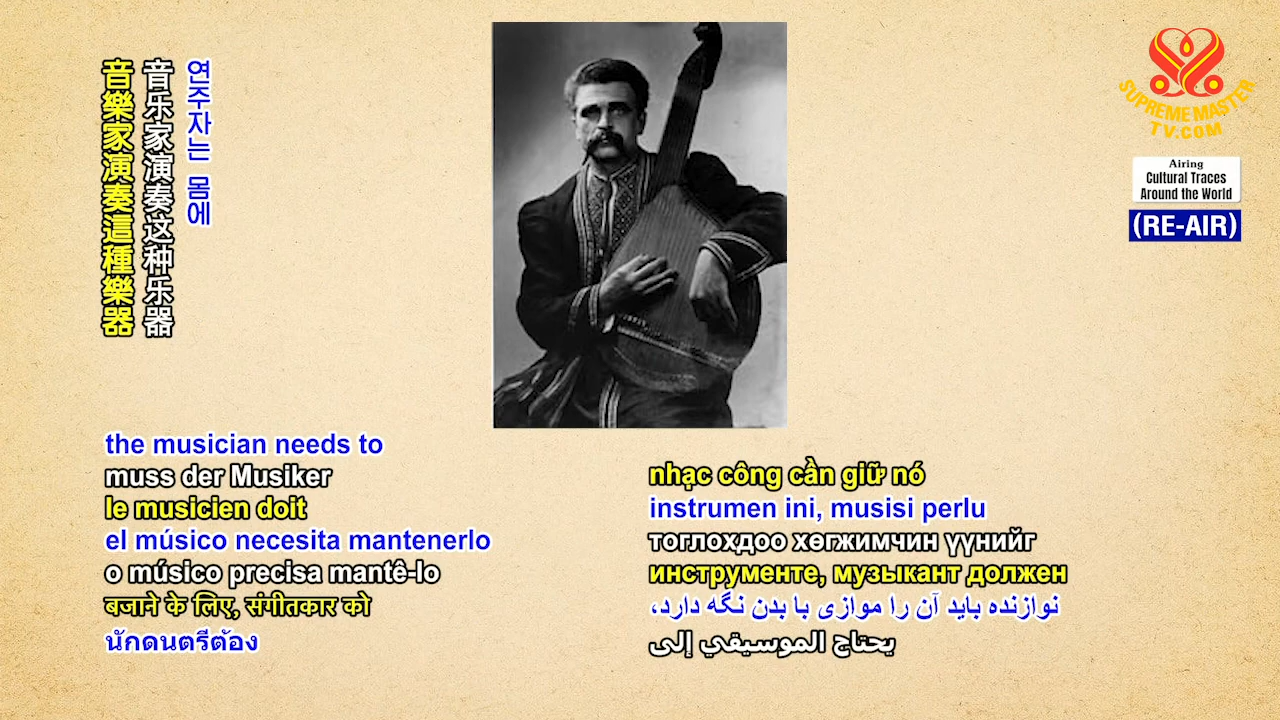 音樂家演奏這種樂器
音乐家演奏这种乐器
연주자는 몸에
SUPREME MASTER
TV.COM
Airing
Cultural Traces
Around the World
(RE-AIR)
the musician needs to
muss der Musiker
le musicien doit
el músico necesita mantenerlo
o músico precisa mantê-lo
बजाने के लिए, संगीतकार को
นักดนตรีต้อง
nhạc công cần giữ nó
instrumen ini, musisi perlu
тоглохдоо хөгжимчин үүнийг
инструменте, музыкант должен
نوازنده باید آن را موازی با بدن نگه دارد،
يحتاج الموسيقي إلى